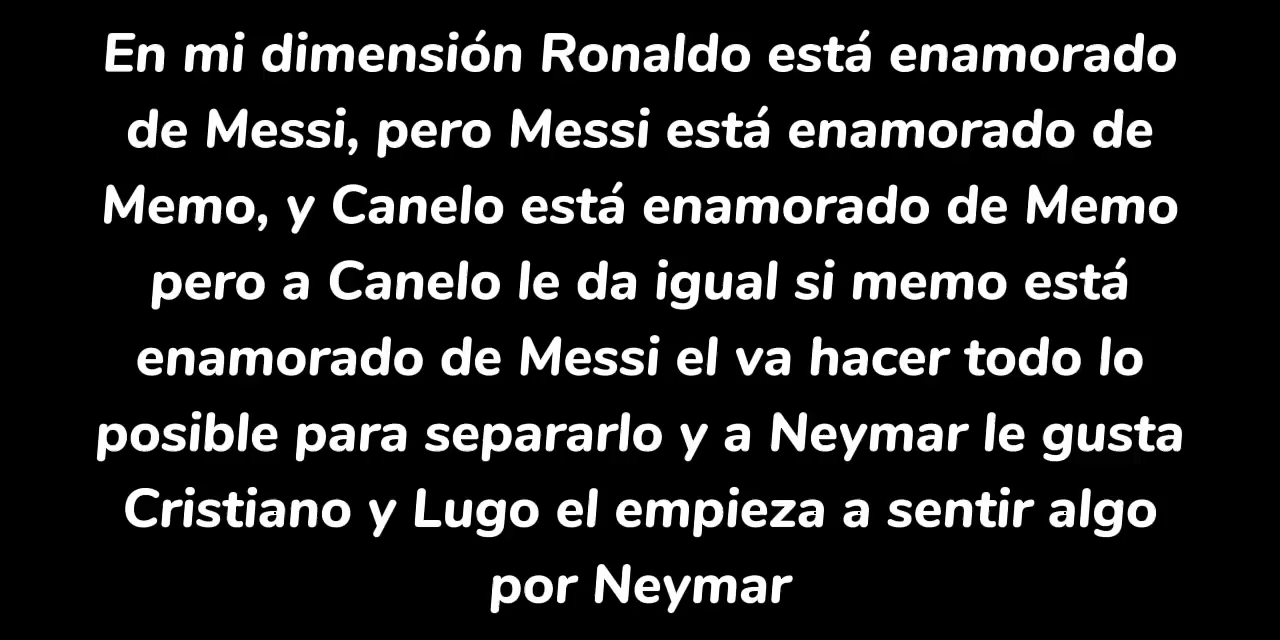 En mi dimensión Ronaldo está enamorado
de Messi, pero Messi está enamorado de
Memo, y Canelo está enamorado de Memo
pero a Canelo le da igual si memo está
enamorado de Messi el va hacer todo lo
posible para separarlo y a Neymar le gusta
Cristiano y Lugo el empieza a sentir algo
por Neymar